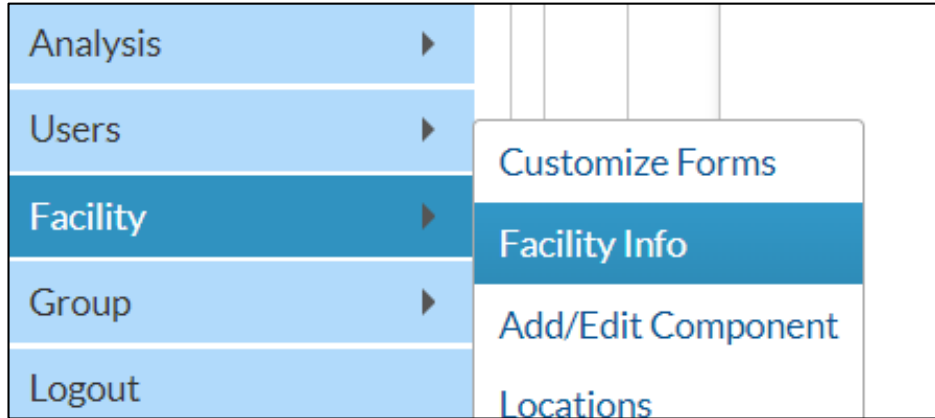 Analysis
Users
Facility
Group
Logout
Customize Forms
Facility Info
Add/Edit Component
Locations